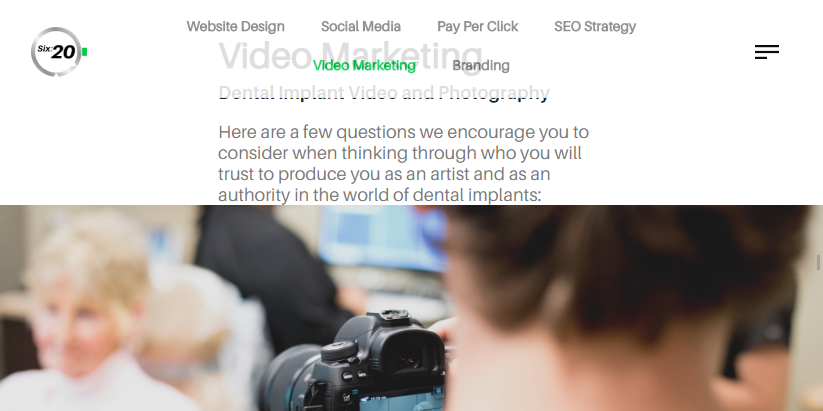 Website Design Social Media Pay Per Click SEO Strategy
Six:20
Video Marketing
Video Marketing Branding
Dental Implant Video and Photography
Here are a few questions we encourage you to
consider when thinking through who you will
trust to produce you as an artist and as an
authority in the world of dental implants: